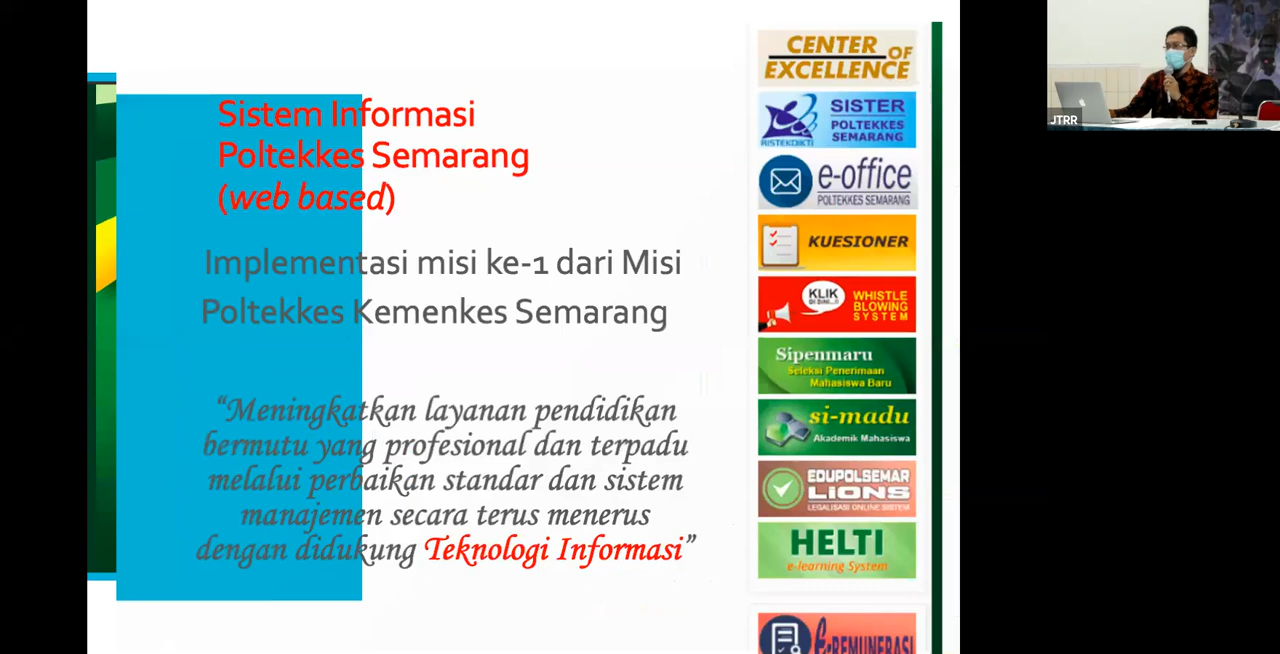 Sistem Informasi
Poltekkes Semarang
(web based)
Implementasi misi ke-1 dari Misi
Poltekkes Kemenkes Semarang
“Meningkatkan layanan pendidikan
bermutu yang profesional dan terpadu
melalui perbaikan standar dan sistem
manajemen secara terus menerus
dengan didukung Teknologi Informasi”
CENTER OF
EXCELLENCE
SISTER
POLTEKKES
SEMARANG
RISTEKDIKTI
e-office
POLTEKKES SEMARANG
KUESIONER
KLIK
DI SINI...!!
WHISTLE
BLOWING
SYSTEM
Sipenmaru
Seleksi Penerimaan
Mahasiswa Baru
si-madu
Akademik Mahasiswa
EDUPOLSEMAR
LIONS
LEGALISASI ONLINE SISTEM
HELTI
e-learning System
e-REMUNERASI
JTRR